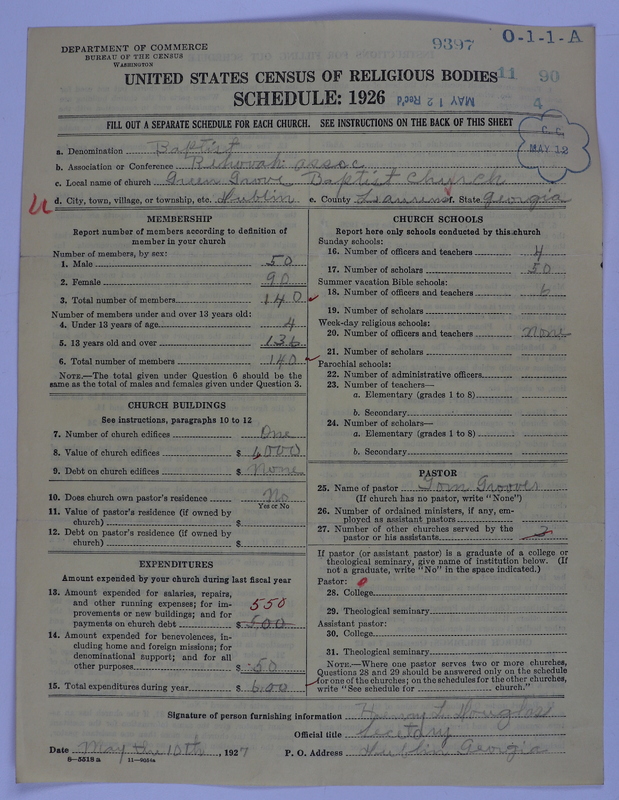 DEPARTMENT OF COMMERCE
BUREAU OF THE CENSUS
WASHINGTON
9397
O-1-1-A
UNITED STATES CENSUS OF RELIGIOUS BODIES
11 90
SCHEDULE: 1926
MAY 12 Rec'd
4
FILL OUT A SEPARATE SCHEDULE FOR EACH CHURCH. SEE INSTRUCTIONS ON THE BACK OF THIS SHEET
C. E.
MAY 12
a. Denomination Baptist
b. Association or Conference Rehovah assoc
c. Local name of church Green Grove Baptist Church
d. City, town, village, or township, etc. Dublin e. County Laurens f. State Georgia
MEMBERSHIP
Report number of members according to definition of
member in your church
Number of members, by sex:
1. Male 50
2. Female 90
3. Total number of members 140
Number of members under and over 13 years old:
4. Under 13 years of age 4
5. 13 years old and over 136
6. Total number of members 140
NOTE.—The total given under Question 6 should be the
same as the total of males and females given under Question 3.
CHURCH BUILDINGS
See instructions, paragraphs 10 to 12
7. Number of church edifices One
8. Value of church edifices $ 1,000
9. Debt on church edifices $ None
10. Does church own pastor's residence No
Yes or No
11. Value of pastor's residence (if owned by
church) $
12. Debt on pastor's residence (if owned by
church) $
EXPENDITURES
Amount expended by your church during last fiscal year
13. Amount expended for salaries, repairs,
and other running expenses; for im-
provements or new buildings; and for
payments on church debt $ 500
550
14. Amount expended for benevolences, in-
cluding home and foreign missions; for
denominational support; and for all
other purposes $ 50
15. Total expenditures during year $ 600
CHURCH SCHOOLS
Report here only schools conducted by this church
Sunday schools:
16. Number of officers and teachers 4
17. Number of scholars 50
Summer vacation Bible schools:
18. Number of officers and teachers 6
19. Number of scholars
Week-day religious schools:
20. Number of officers and teachers None
21. Number of scholars
Parochial schools:
22. Number of administrative officers
23. Number of teachers—
a. Elementary (grades 1 to 8)
b. Secondary
24. Number of scholars—
a. Elementary (grades 1 to 8)
b. Secondary
PASTOR
25. Name of pastor Tom Groover
(If church has no pastor, write "None")
26. Number of ordained ministers, if any, em-
ployed as assistant pastors
27. Number of other churches served by the
pastor or his assistants
If pastor (or assistant pastor) is a graduate of a college or
theological seminary, give name of institution below. (If
not a graduate, write "No" in the space indicated.)
Pastor:
28. College
29. Theological seminary
Assistant pastor:
30. College
31. Theological seminary
NOTE.—Where one pastor serves two or more churches,
Questions 28 and 29 should be answered only on the schedule
for one of the churches; on the schedules for the other churches,
write "See schedule for church."
Signature of person furnishing information Henry L. Douglass
Official title Secetary
Date May the 10th, 1927 P. O. Address Dublin Georgia
8—5518 a 11—9054a